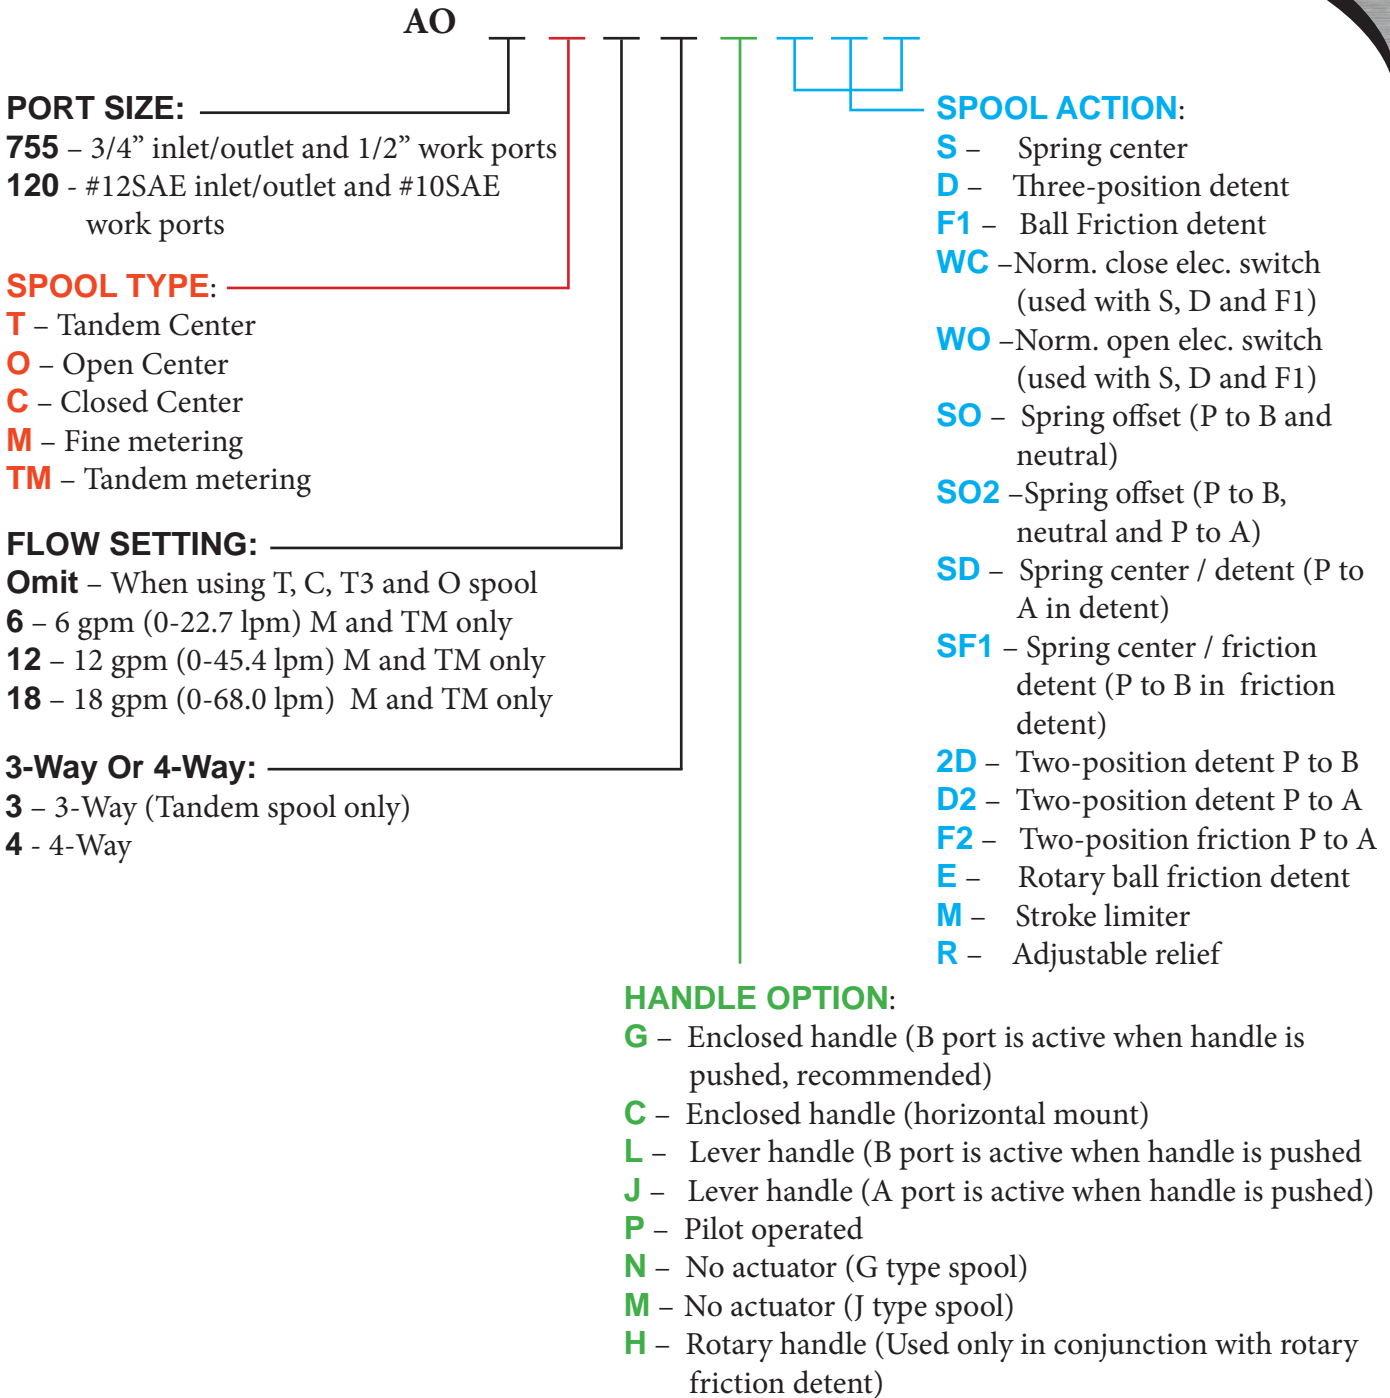 AO
PORT SIZE:
755 – 3/4” inlet/outlet and 1/2” work ports
120 - #12SAE inlet/outlet and #10SAE
work ports
SPOOL TYPE:
T – Tandem Center
O – Open Center
C – Closed Center
M – Fine metering
TM – Tandem metering
FLOW SETTING:
Omit – When using T, C, T3 and O spool
6 – 6 gpm (0-22.7 lpm) M and TM only
12 – 12 gpm (0-45.4 lpm) M and TM only
18 – 18 gpm (0-68.0 lpm) M and TM only
3-Way Or 4-Way:
3 – 3-Way (Tandem spool only)
4 - 4-Way
SPOOL ACTION:
S – Spring center
D – Three-position detent
F1 – Ball Friction detent
WC –Norm. close elec. switch
(used with S, D and F1)
WO –Norm. open elec. switch
(used with S, D and F1)
SO – Spring offset (P to B and
neutral)
SO2 –Spring offset (P to B,
neutral and P to A)
SD – Spring center / detent (P to
A in detent)
SF1 – Spring center / friction
detent (P to B in friction
detent)
2D – Two-position detent P to B
D2 – Two-position detent P to A
F2 – Two-position friction P to A
E – Rotary ball friction detent
M – Stroke limiter
R – Adjustable relief
HANDLE OPTION:
G – Enclosed handle (B port is active when handle is
pushed, recommended)
C – Enclosed handle (horizontal mount)
L – Lever handle (B port is active when handle is pushed
J – Lever handle (A port is active when handle is pushed)
P – Pilot operated
N – No actuator (G type spool)
M – No actuator (J type spool)
H – Rotary handle (Used only in conjunction with rotary
friction detent)